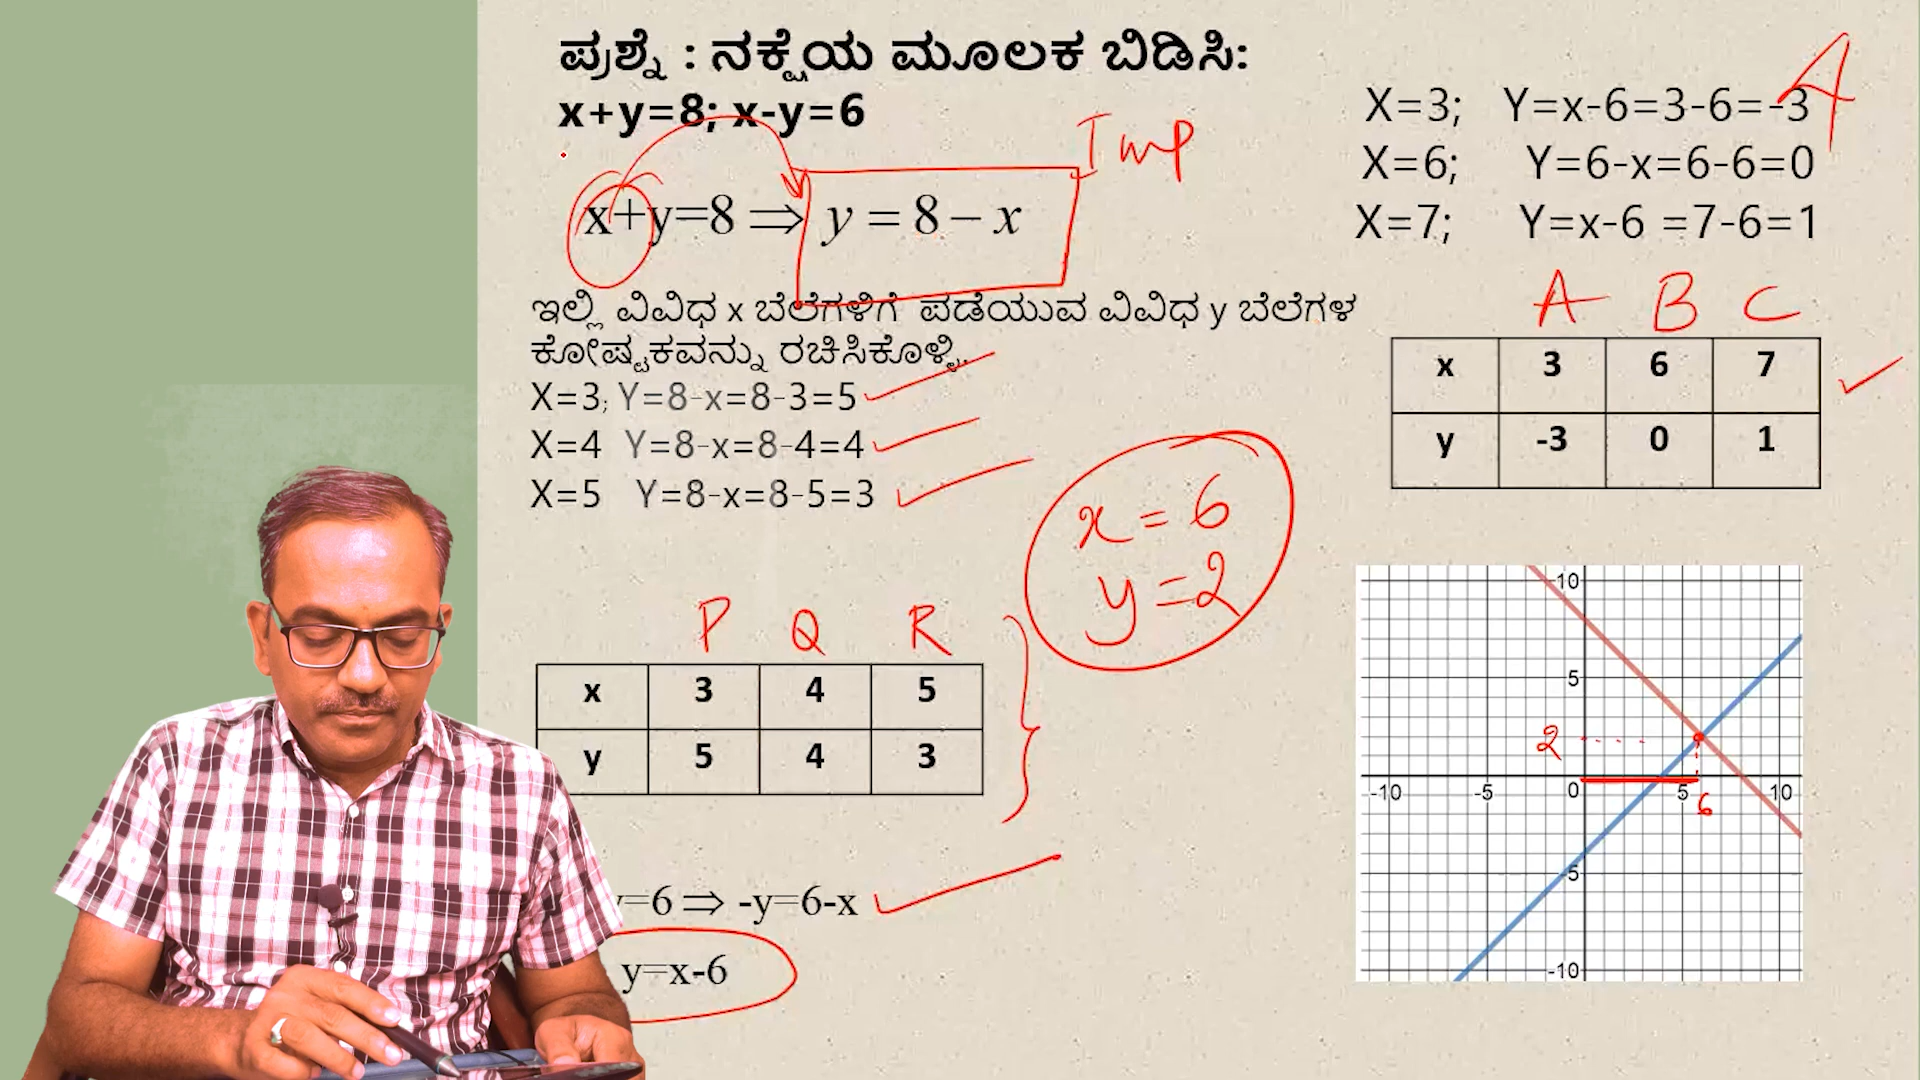 ಪ್ರಶ್ನೆ : ನಕ್ಷೆಯ ಮೂಲಕ ಬಿಡಿಸಿ:
x+y=8; x-y=6
Imp
x+y=8 ⇒ y = 8 – x
ಇಲ್ಲಿ ವಿವಿಧ x ಬೆಲೆಗಳಿಗೆ ಪಡೆಯುವ ವಿವಿಧ y ಬೆಲೆಗಳ
ಕೋಷ್ಟಕವನ್ನು ರಚಿಸಿಕೊಳ್ಳಿ.
X=3; Y=8-x=8-3=5
X=4 Y=8-x=8-4=4
X=5 Y=8-x=8-5=3
P Q R
x 3 4 5
y 5 4 3
y=6 ⇒ -y=6-x
y=x-6
x = 6
y = 2
A
X=3; Y=x-6=3-6=-3
X=6; Y=6-x=6-6=0
X=7; Y=x-6 =7-6=1
A B C
x 3 6 7
y -3 0 1
10
5
2
-10 -5 0 5 10
6
-5
-10